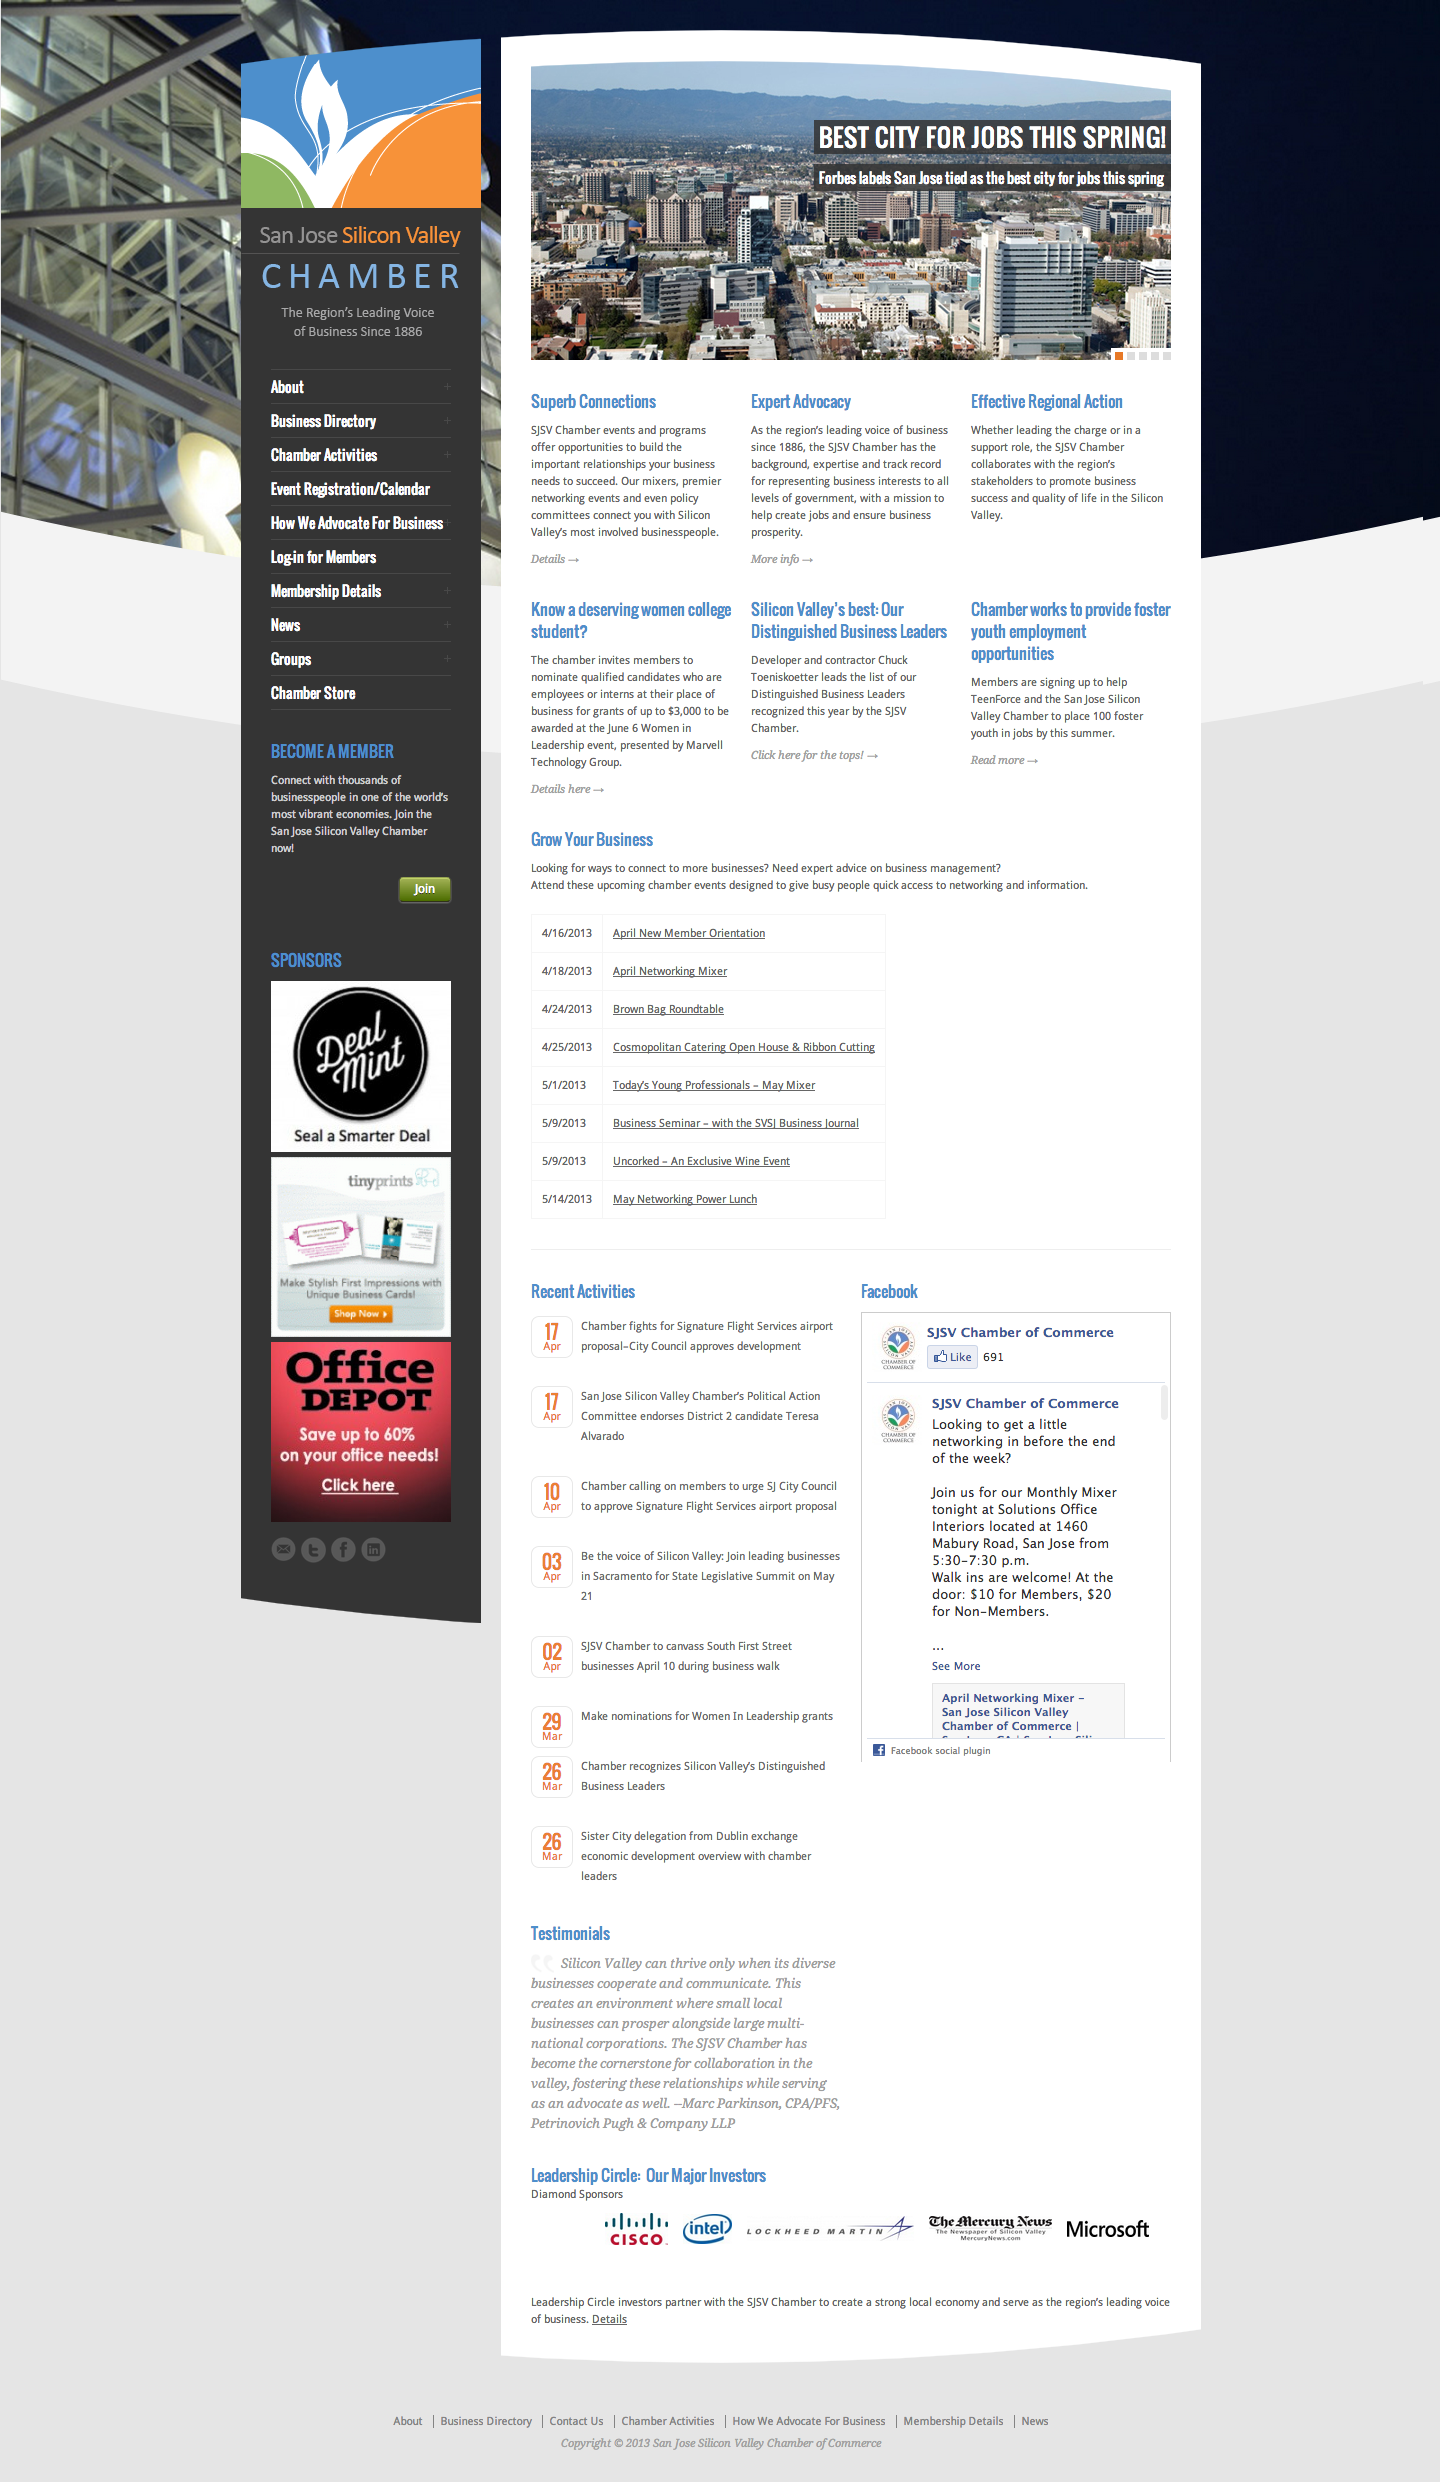 San Jose Silicon Valley
CHAMBER
The Region's Leading Voice
of Business Since 1886
About
Business Directory
Chamber Activities
Event Registration/Calendar
How We Advocate For Business
Log-in for Members
Membership Details
News
Groups
Chamber Store
BECOME A MEMBER
Connect with thousands of
businesspeople in one of the world's
most vibrant economies. Join the
San Jose Silicon Valley Chamber
now!
Join
SPONSORS
Deal
Mint
Seal a Smarter Deal
tinyprints
Make Stylish First Impressions with
Unique Business Cards!
Shop Now
Office
DEPOT
Save up to 60%
on your office needs!
Click here
BEST CITY FOR JOBS THIS SPRING!
Forbes labels San Jose tied as the best city for jobs this spring
Superb Connections
SJSV Chamber events and programs
offer opportunities to build the
important relationships your business
needs to succeed. Our mixers, premier
networking events and even policy
committees connect you with Silicon
Valley's most involved businesspeople.
Details →
Expert Advocacy
As the region's leading voice of business
since 1886, the SJSV Chamber has the
background, expertise and track record
for representing business interests to all
levels of government, with a mission to
help create jobs and ensure business
prosperity.
More info →
Effective Regional Action
Whether leading the charge or in a
support role, the SJSV Chamber
collaborates with the region's
stakeholders to promote business
success and quality of life in the Silicon
Valley.
Know a deserving women college
student?
The chamber invites members to
nominate qualified candidates who are
employees or interns at their place of
business for grants of up to $3,000 to be
awarded at the June 6 Women in
Leadership event, presented by Marvell
Technology Group.
Details here →
Silicon Valley's best: Our
Distinguished Business Leaders
Developer and contractor Chuck
Toeniskoetter leads the list of our
Distinguished Business Leaders
recognized this year by the SJSV
Chamber.
Click here for the tops! →
Chamber works to provide foster
youth employment
opportunities
Members are signing up to help
TeenForce and the San Jose Silicon
Valley Chamber to place 100 foster
youth in jobs by this summer.
Read more →
Grow Your Business
Looking for ways to connect to more businesses? Need expert advice on business management?
Attend these upcoming chamber events designed to give busy people quick access to networking and information.
4/16/2013 April New Member Orientation
4/18/2013 April Networking Mixer
4/24/2013 Brown Bag Roundtable
4/25/2013 Cosmopolitan Catering Open House & Ribbon Cutting
5/1/2013 Today's Young Professionals – May Mixer
5/9/2013 Business Seminar – with the SVSJ Business Journal
5/9/2013 Uncorked – An Exclusive Wine Event
5/14/2013 May Networking Power Lunch
Recent Activities
17
Apr
Chamber fights for Signature Flight Services airport
proposal–City Council approves development
17
Apr
San Jose Silicon Valley Chamber's Political Action
Committee endorses District 2 candidate Teresa
Alvarado
10
Apr
Chamber calling on members to urge SJ City Council
to approve Signature Flight Services airport proposal
03
Apr
Be the voice of Silicon Valley: Join leading businesses
in Sacramento for State Legislative Summit on May
21
02
Apr
SJSV Chamber to canvass South First Street
businesses April 10 during business walk
29
Mar
Make nominations for Women In Leadership grants
26
Mar
Chamber recognizes Silicon Valley's Distinguished
Business Leaders
26
Mar
Sister City delegation from Dublin exchange
economic development overview with chamber
leaders
Facebook
SJSV Chamber of Commerce
Like 691
SJSV Chamber of Commerce
Looking to get a little
networking in before the end
of the week?
Join us for our Monthly Mixer
tonight at Solutions Office
Interiors located at 1460
Mabury Road, San Jose from
5:30-7:30 p.m.
Walk ins are welcome! At the
door: $10 for Members, $20
for Non-Members.
...
See More
April Networking Mixer -
San Jose Silicon Valley
Chamber of Commerce |
Facebook social plugin
Testimonials
Silicon Valley can thrive only when its diverse
businesses cooperate and communicate. This
creates an environment where small local
businesses can prosper alongside large multi-
national corporations. The SJSV Chamber has
become the cornerstone for collaboration in the
valley, fostering these relationships while serving
as an advocate as well. –Marc Parkinson, CPA/PFS,
Petrinovich Pugh & Company LLP
Leadership Circle: Our Major Investors
Diamond Sponsors
CISCO
intel
LOCKHEED MARTIN
The Mercury News
The Newspaper of Silicon Valley
MercuryNews.com
Microsoft
Leadership Circle investors partner with the SJSV Chamber to create a strong local economy and serve as the region's leading voice
of business. Details
About | Business Directory | Contact Us | Chamber Activities | How We Advocate For Business | Membership Details | News
Copyright © 2013 San Jose Silicon Valley Chamber of Commerce